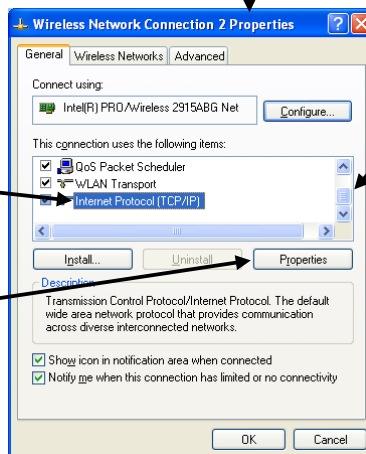 Wireless Network Connection 2 Properties
General Wireless Networks Advanced
Connect using:
Intel(R) PRO/Wireless 2915ABG Net Configure...
This connection uses the following items:
QoS Packet Scheduler
WLAN Transport
Internet Protocol (TCP/IP)
Install... Uninstall Properties
Description
Transmission Control Protocol/Internet Protocol. The default
wide area network protocol that provides communication
across diverse interconnected networks.
Show icon in notification area when connected
Notify me when this connection has limited or no connectivity
OK Cancel